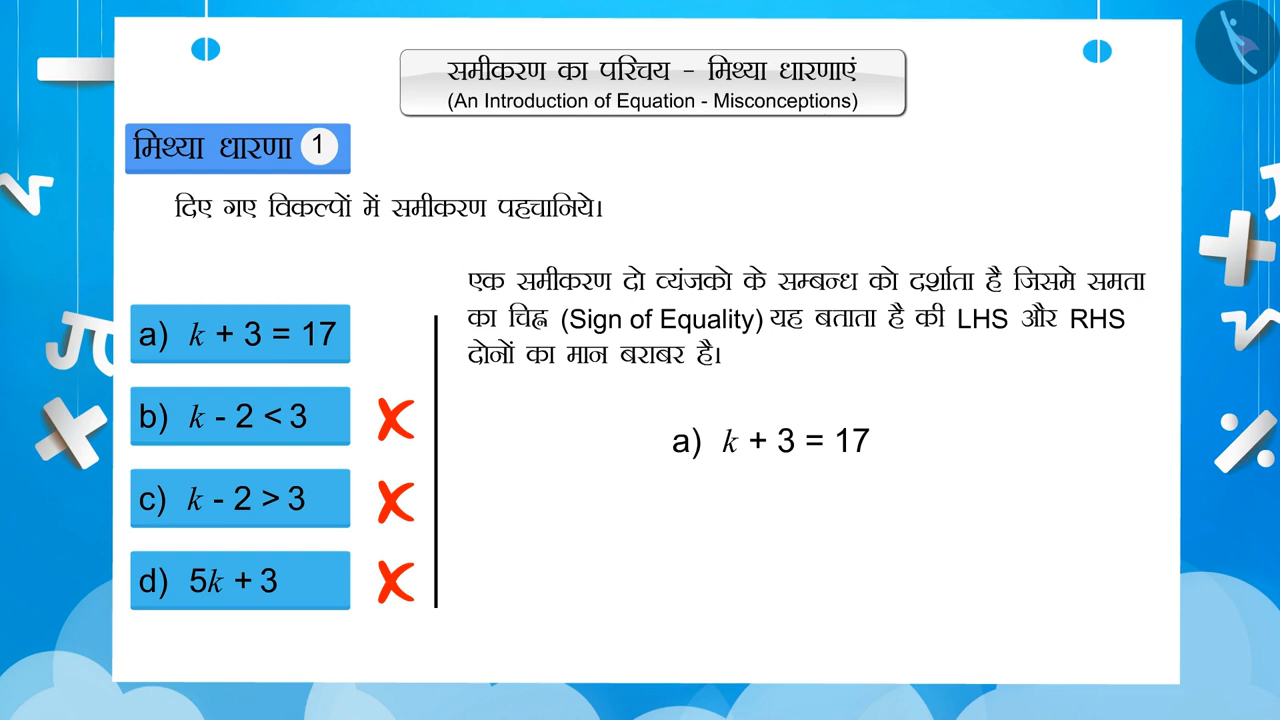 समीकरण का परिचय - मिथ्या धारणाएं
(An Introduction of Equation - Misconceptions)
मिथ्या धारणा 1
दिए गए विकल्पों में समीकरण पहचानिये।
एक समीकरण दो व्यंजको के सम्बन्ध को दर्शाता है जिसमे समता
का चिह्न (Sign of Equality) यह बताता है की LHS और RHS
दोनों का मान बराबर है।
a) k + 3 = 17
b) k - 2 < 3
c) k - 2 > 3
d) 5k + 3
a) k + 3 = 17